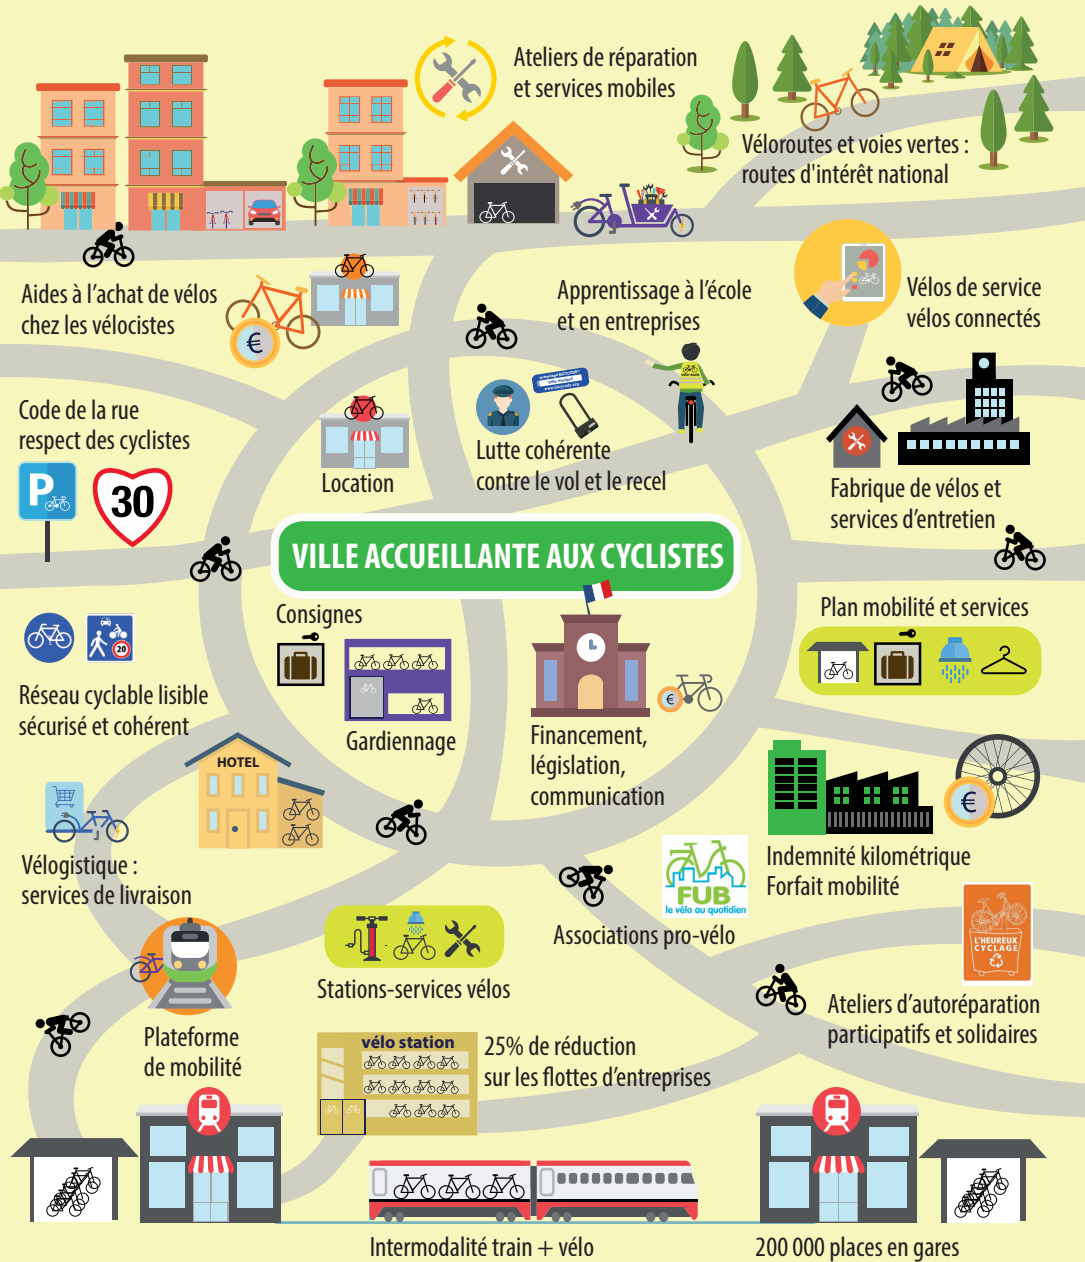 Ateliers de réparation
et services mobiles
Véloroutes et voies vertes :
routes d'intérêt national
Aides à l'achat de vélos
chez les vélocistes
€
Apprentissage à l'école
et en entreprises
Vélos de service
vélos connectés
Code de la rue
respect des cyclistes
P
30
Location
Lutte cohérente
contre le vol et le recel
Fabrique de vélos et
services d'entretien
VILLE ACCUEILLANTE AUX CYCLISTES
Consignes
Plan mobilité et services
20
Réseau cyclable lisible
sécurisé et cohérent
Gardiennage
€
Financement,
législation,
communication
HOTEL
€
Vélogistique :
services de livraison
Indemnité kilométrique
Forfait mobilité
FUB
le vélo au quotidien
Associations pro-vélo
L'HEUREUX
CYCLAGE
Stations-services vélos
Ateliers d'autoréparation
participatifs et solidaires
Plateforme
de mobilité
vélo station
25% de réduction
sur les flottes d'entreprises
Intermodalité train + vélo
200 000 places en gares